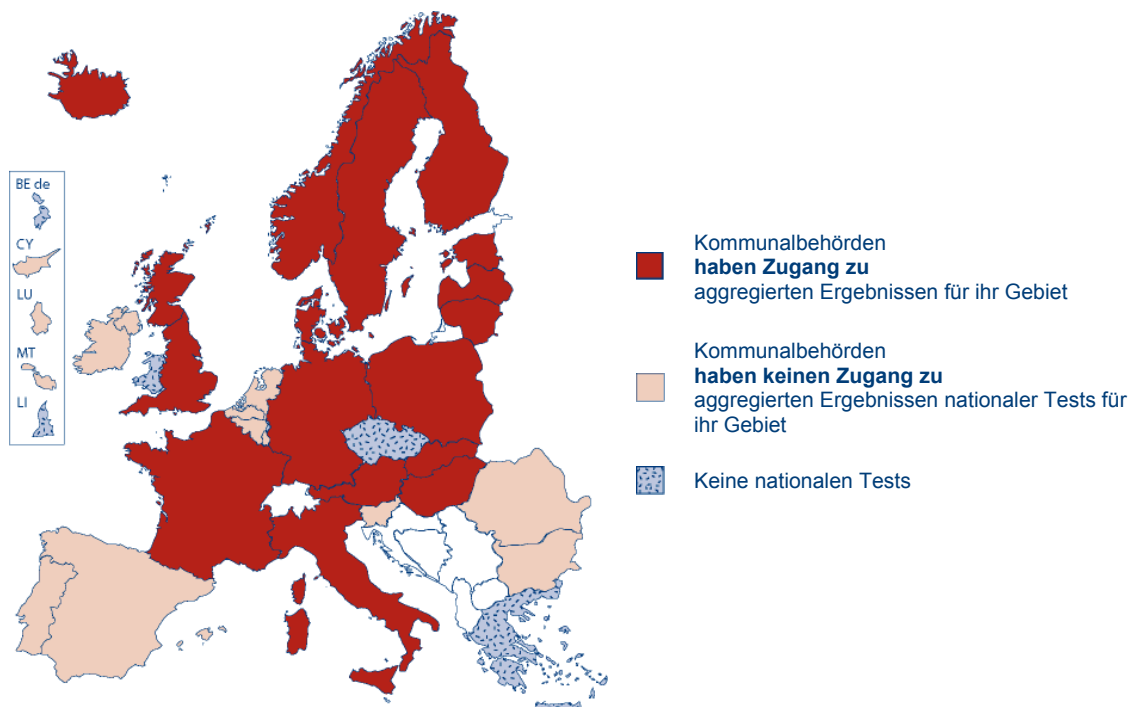 BE de
CY
LU
MT
LI
Kommunalbehörden
haben Zugang zu
aggregierten Ergebnissen für ihr Gebiet
Kommunalbehörden
haben keinen Zugang zu
aggregierten Ergebnissen nationaler Tests für
ihr Gebiet
Keine nationalen Tests